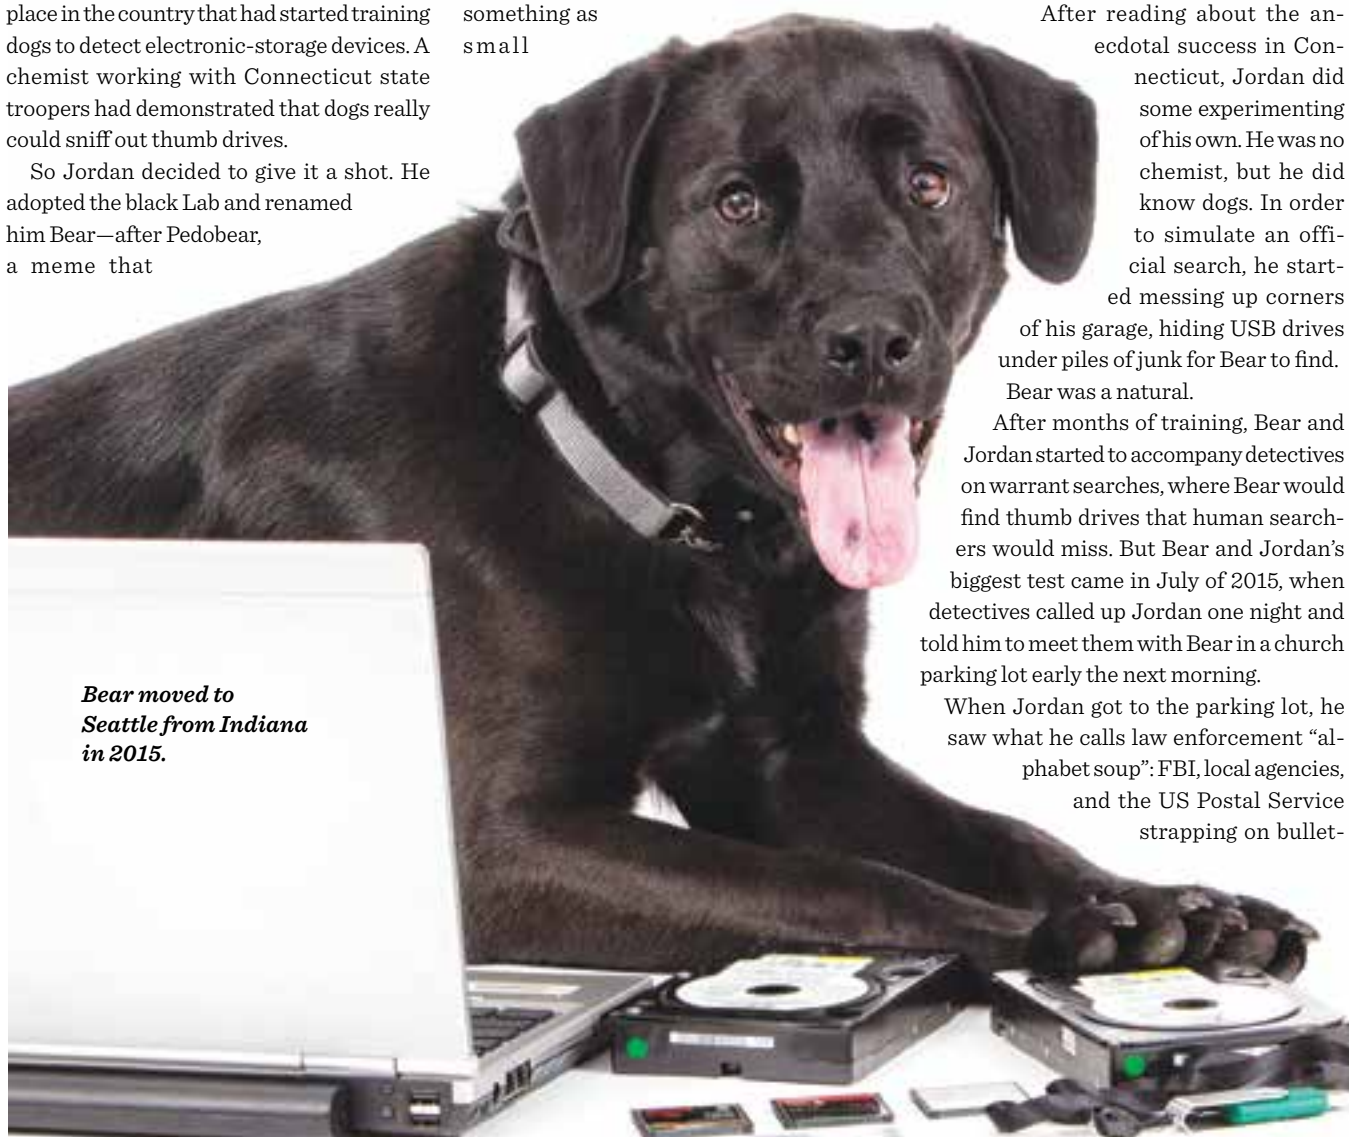 place in the country that had started training
dogs to detect electronic-storage devices. A
chemist working with Connecticut state
troopers had demonstrated that dogs really
could sniff out thumb drives.
So Jordan decided to give it a shot. He
adopted the black Lab and renamed
him Bear—after Pedobear,
a meme that
something as
small
After reading about the an-
ecdotal success in Con-
necticut, Jordan did
some experimenting
of his own. He was no
chemist, but he did
know dogs. In order
to simulate an offi-
cial search, he start-
ed messing up corners
of his garage, hiding USB drives
under piles of junk for Bear to find.
Bear was a natural.
After months of training, Bear and
Jordan started to accompany detectives
on warrant searches, where Bear would
find thumb drives that human search-
ers would miss. But Bear and Jordan’s
biggest test came in July of 2015, when
detectives called up Jordan one night and
told him to meet them with Bear in a church
parking lot early the next morning.
When Jordan got to the parking lot, he
saw what he calls law enforcement “al-
phabet soup”: FBI, local agencies,
and the US Postal Service
strapping on bullet-
Bear moved to
Seattle from Indiana
in 2015.